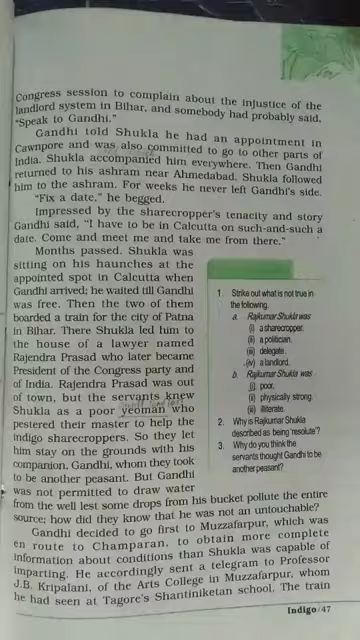 Congress session to complain about the injustice of the
landlord system in Bihar, and somebody had probably said,
“Speak to Gandhi.”
Gandhi told Shukla he had an appointment in
Cawnpore and was also committed to go to other parts of
India. Shukla accompanied him everywhere. Then Gandhi
returned to his ashram near Ahmedabad. Shukla followed
him to the ashram. For weeks he never left Gandhi's side.
“Fix a date,” he begged.
Impressed by the sharecropper's tenacity and story
Gandhi said, “I have to be in Calcutta on such-and-such a
date. Come and meet me and take me from there.”
Months passed. Shukla was
sitting on his haunches at the
appointed spot in Calcutta when
Gandhi arrived; he waited till Gandhi
was free. Then the two of them
boarded a train for the city of Patna
in Bihar. There Shukla led him to
the house of a lawyer named
Rajendra Prasad who later became
President of the Congress party and
of India. Rajendra Prasad was out
of town, but the servants knew
Shukla as a poor yeoman who
pestered their master to help the
indigo sharecroppers. So they let
him stay on the grounds with his
companion, Gandhi, whom they took
to be another peasant. But Gandhi
was not permitted to draw water
from the well lest some drops from his bucket pollute the entire
source; how did they know that he was not an untouchable?
Gandhi decided to go first to Muzzafarpur, which was
en route to Champaran, to obtain more complete
information about conditions than Shukla was capable of
imparting. He accordingly sent a telegram to Professor
J.B. Kripalani, of the Arts College in Muzzafarpur, whom
he had seen at Tagore's Shantiniketan school. The train
1. Strike out what is not true in
the following.
a. Rajkumar Shukla was
(i) a sharecropper.
(ii) a politician.
(iii) delegate.
(iv) a landlord.
b. Rajkumar Shukla was
(i) poor.
(ii) physically strong.
(iii) illiterate.
2. Why is Rajkumar Shukla
described as being ‘resolute’?
3. Why do you think the
servants thought Gandhi to be
another peasant?
Indigo/47